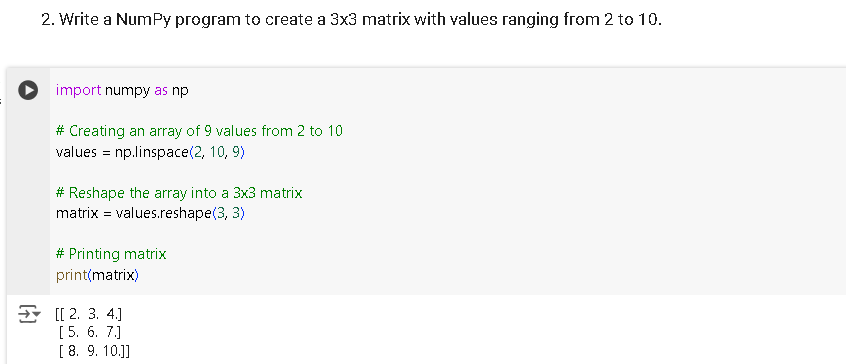 2. Write a NumPy program to create a 3x3 matrix with values ranging from 2 to 10.
import numpy as np
# Creating an array of 9 values from 2 to 10
values = np.linspace(2, 10, 9)
# Reshape the array into a 3x3 matrix
matrix = values.reshape(3, 3)
# Printing matrix
print(matrix)
[[ 2. 3. 4.]
[ 5. 6. 7.]
[ 8. 9. 10.]]